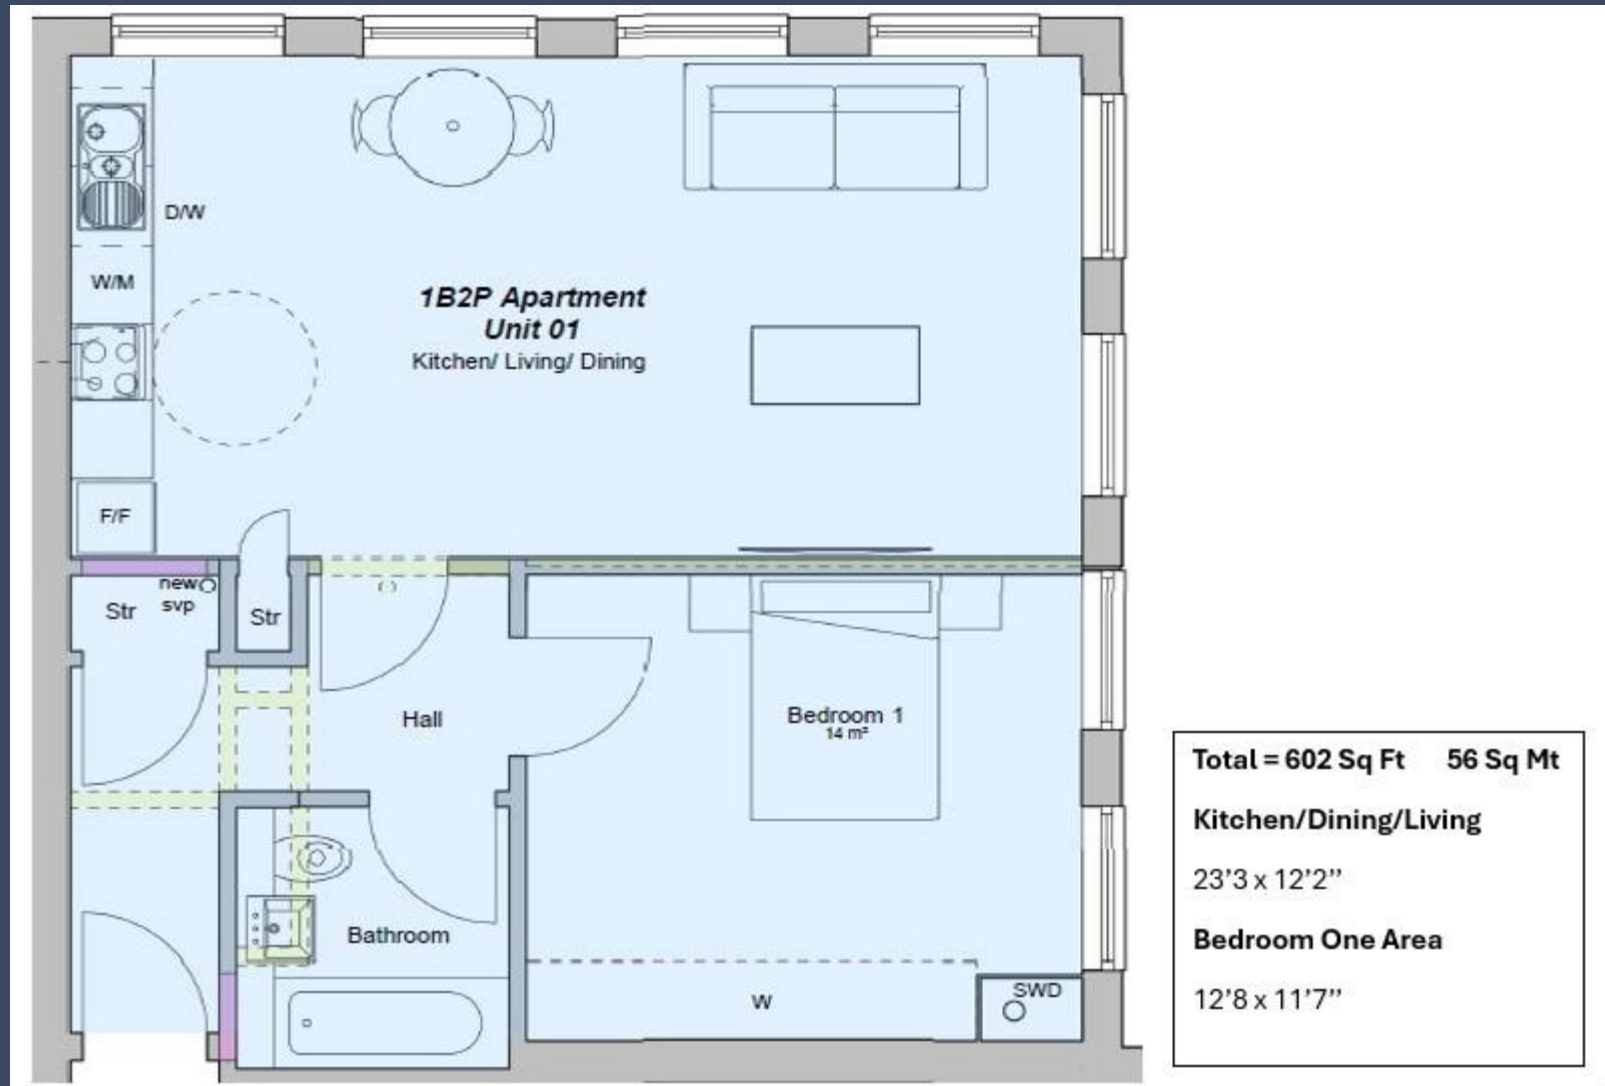 D/W
W/M
1B2P Apartment
Unit 01
Kitchen/ Living/ Dining
F/F
new
svp
Str
Str
Hall
Bedroom 1
14 m²
Bathroom
W
SWD
Total = 602 Sq Ft 56 Sq Mt
Kitchen/Dining/Living
23’3 x 12’2’’
Bedroom One Area
12’8 x 11’7’’